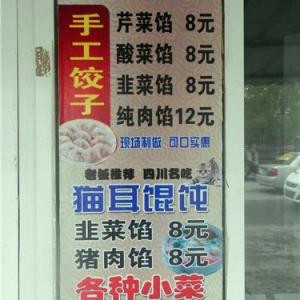 手工饺子
芹菜馅 8元
酸菜馅 8元
韭菜馅 8元
纯肉馅12元
现场制做 可口实惠
老板推荐 四川名吃
猫耳馄饨
韭菜馅 8元
猪肉馅 8元
各种小菜